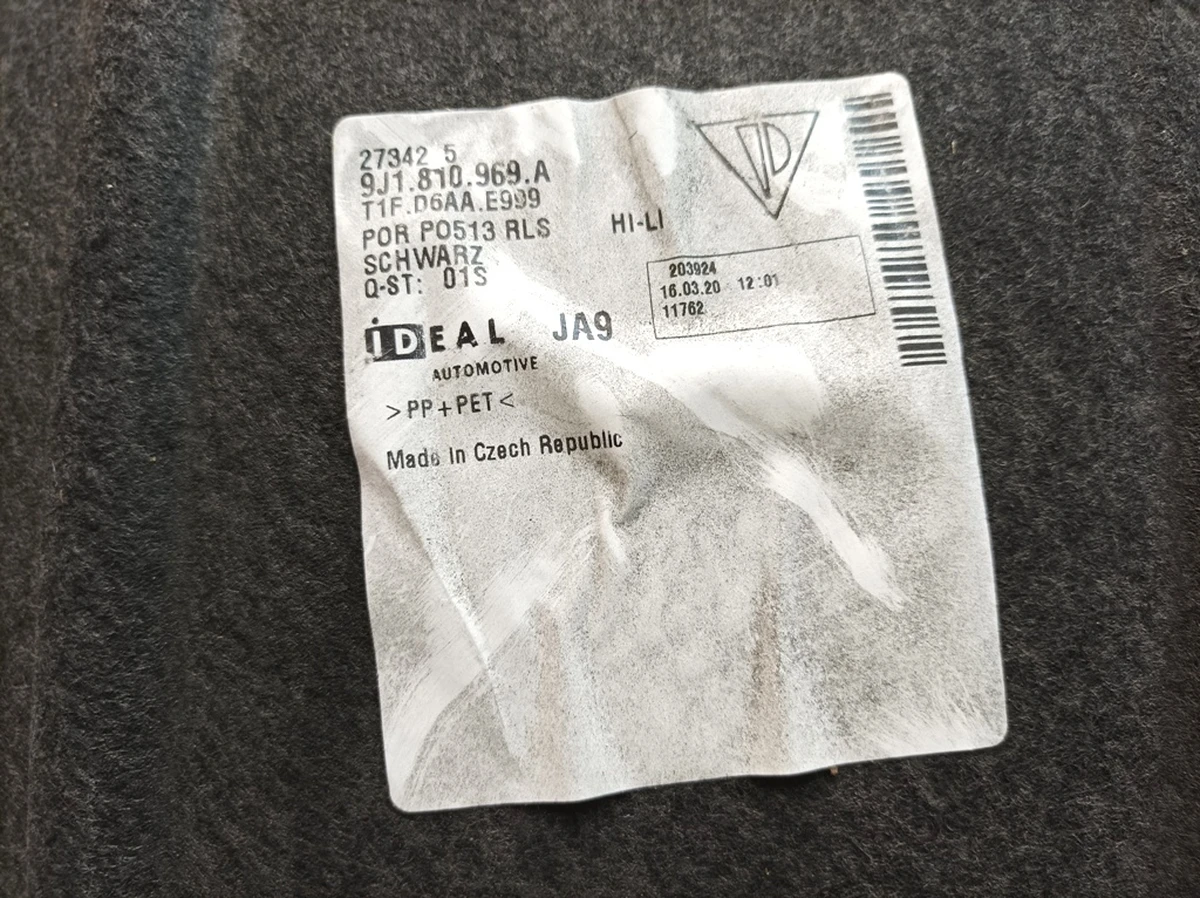 27342 5
9J1.810.969.A
T1F.D6AA.E999
POR PO513 RLS HI-LI
SCHWARZ
Q-ST: 01S
203924
16.03.20 12:01
11762
iDEAL JA9
AUTOMOTIVE
>PP+PET<
Made In Czech Republic